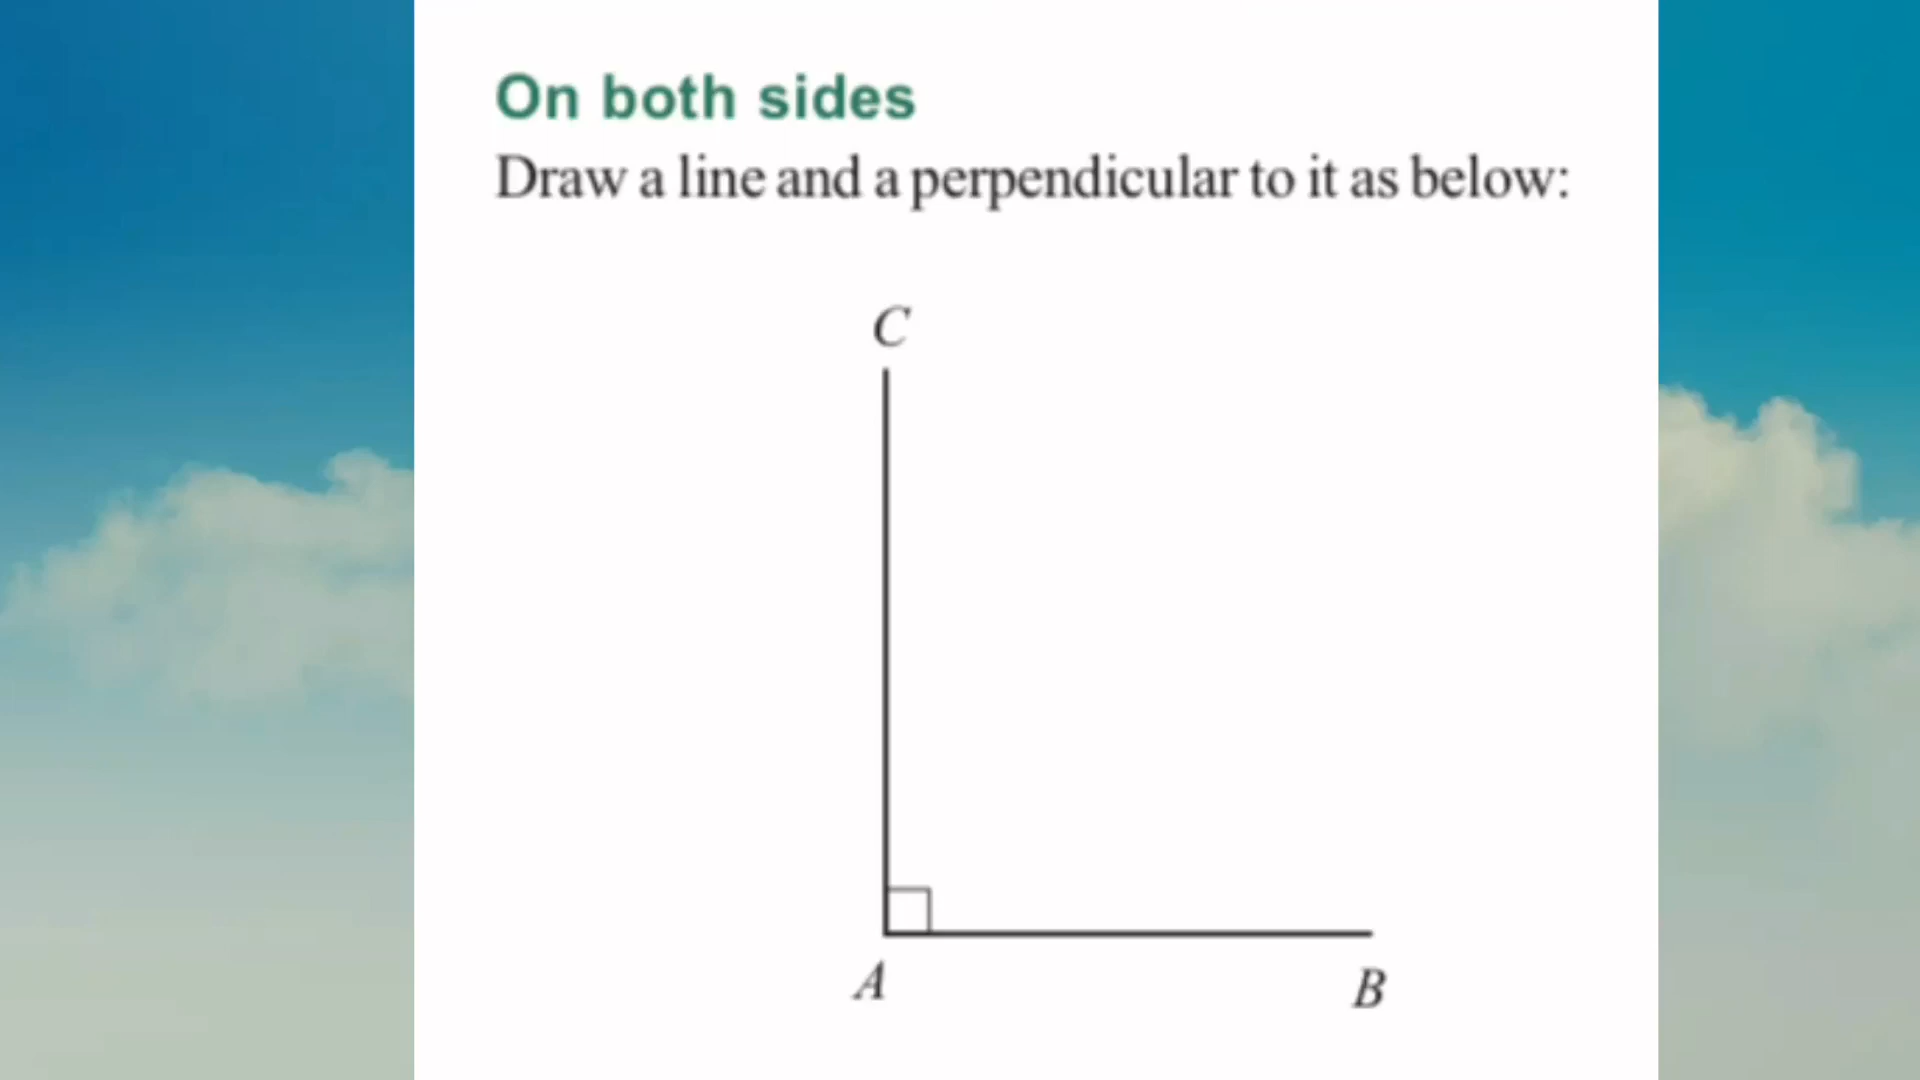 On both sides
Draw a line and a perpendicular to it as below:
C
A
B